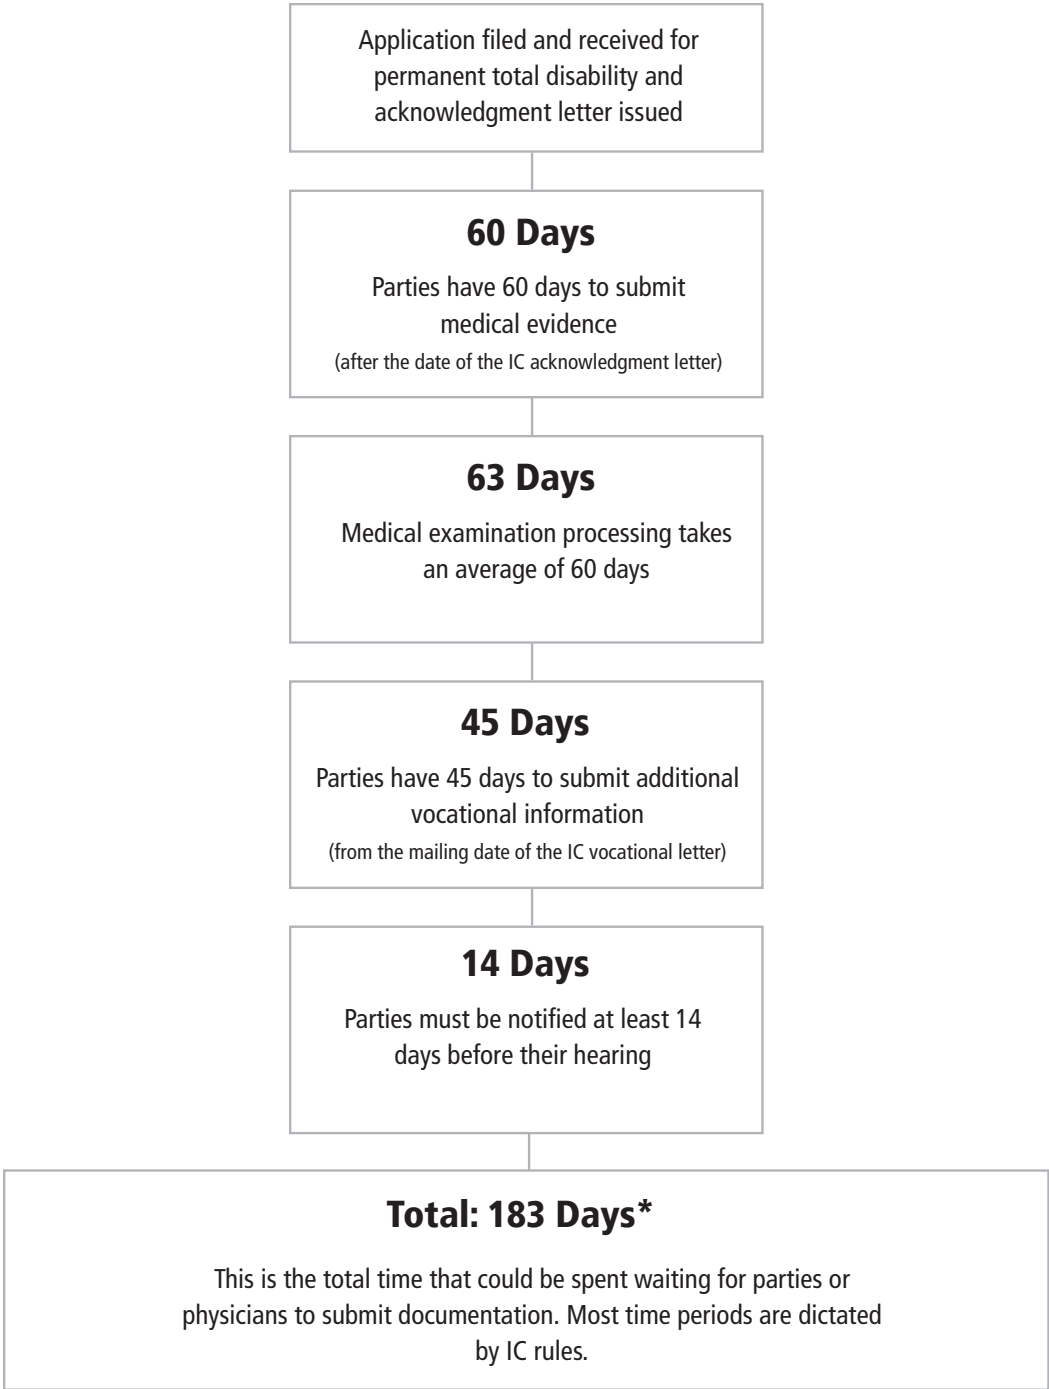 Application filed and received for
permanent total disability and
acknowledgment letter issued
60 Days
Parties have 60 days to submit
medical evidence
(after the date of the IC acknowledgment letter)
63 Days
Medical examination processing takes
an average of 60 days
45 Days
Parties have 45 days to submit additional
vocational information
(from the mailing date of the IC vocational letter)
14 Days
Parties must be notified at least 14
days before their hearing
Total: 183 Days*
This is the total time that could be spent waiting for parties or
physicians to submit documentation. Most time periods are dictated
by IC rules.